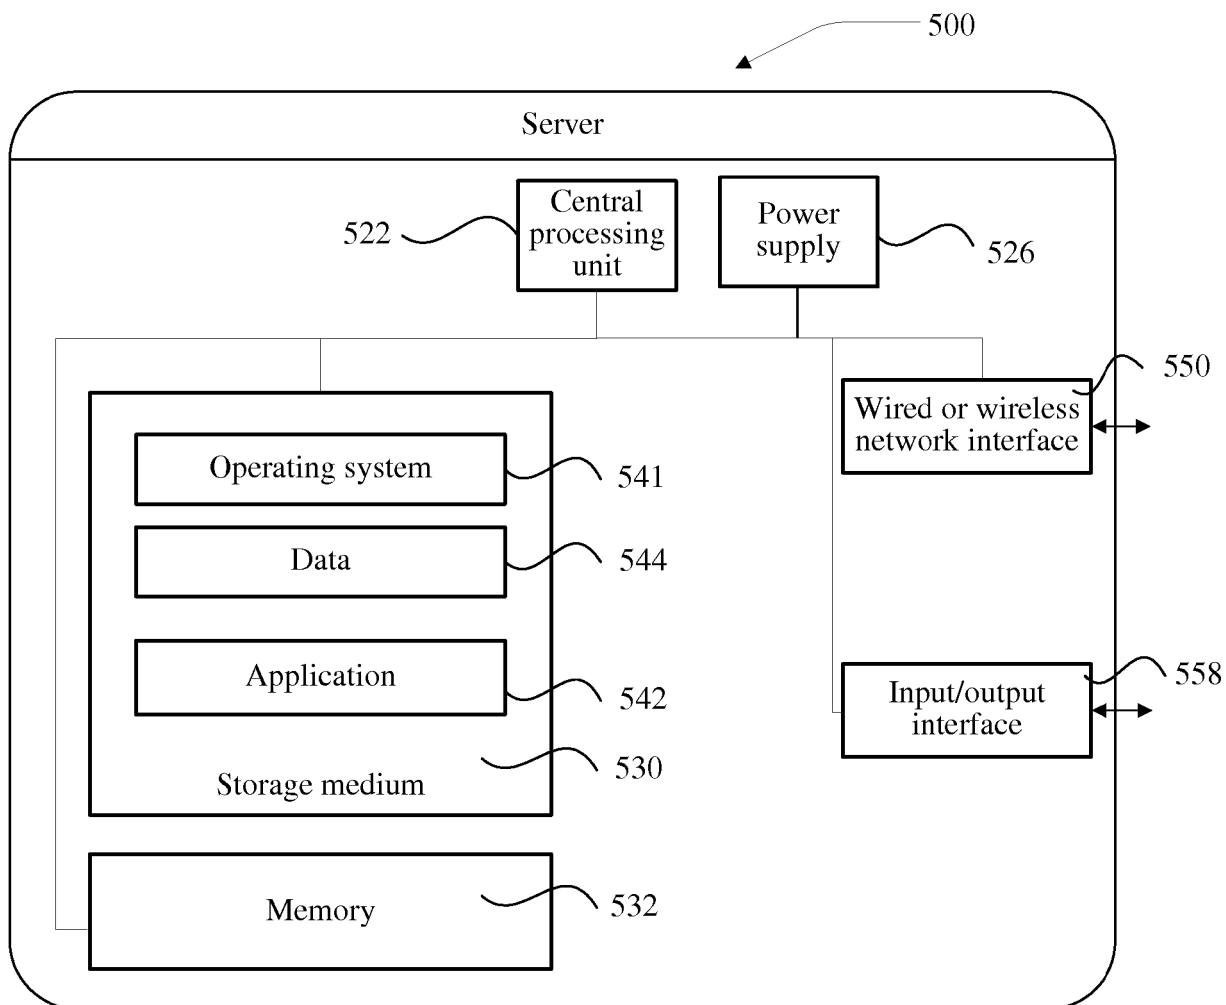 500
Server
Central
processing
unit
522
Power
supply
526
550
Wired or wireless
network interface
Operating system
541
Data
544
Application
542
558
Input/output
interface
530
Storage medium
Memory
532